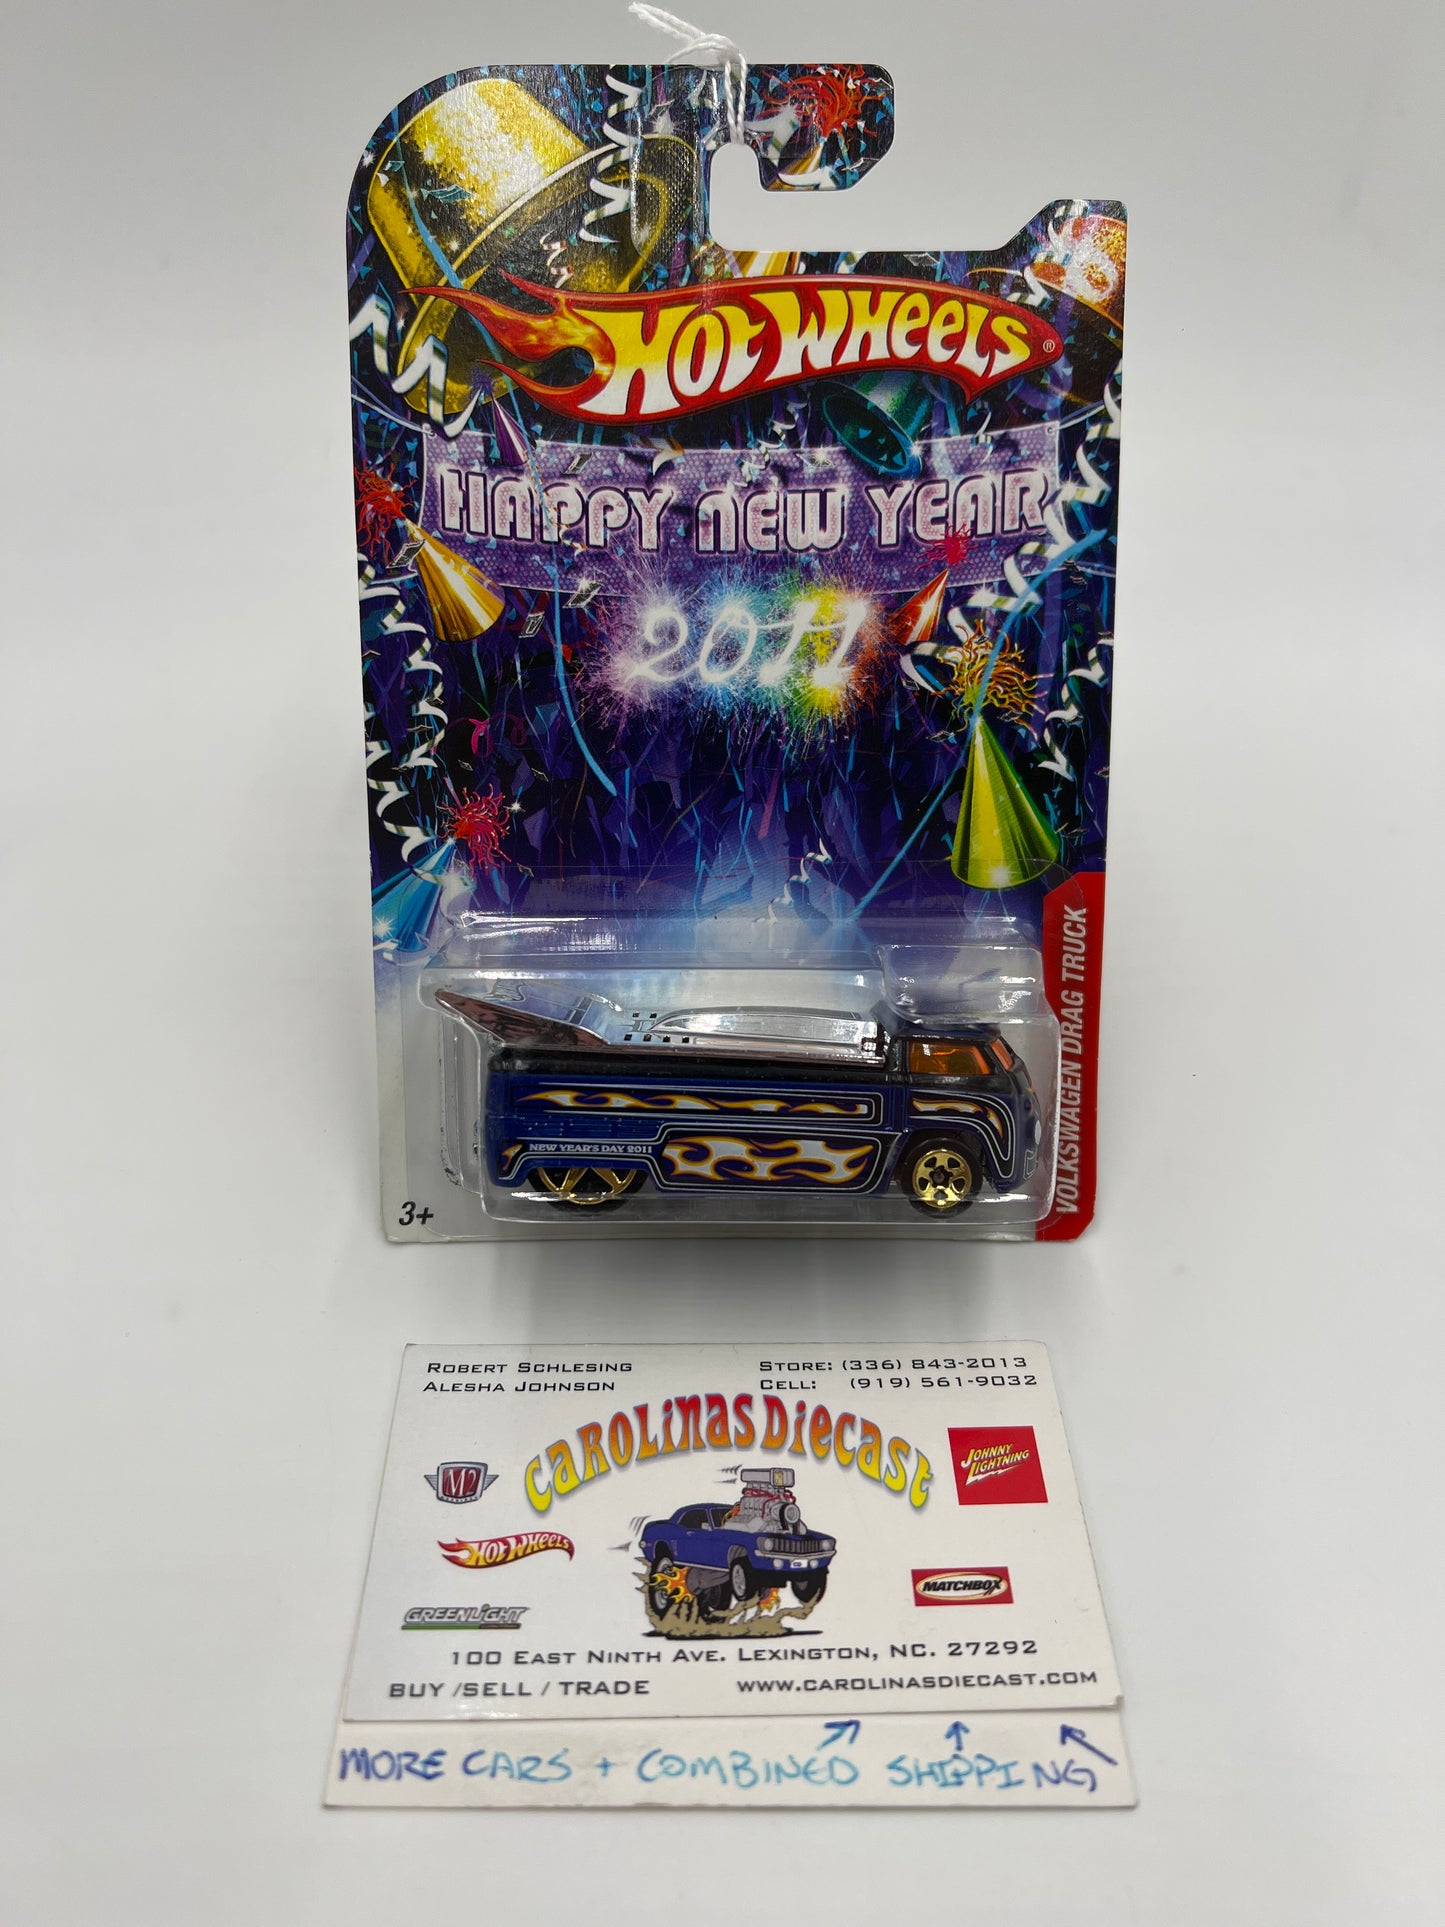 HOT WHEELS ®
HAPPY NEW YEAR
2011
VOLKSWAGEN DRAG TRUCK
NEW YEAR'S DAY 2011
3+
ROBERT SCHLESING
ALESHA JOHNSON
STORE: (336) 843-2013
CELL: (919) 561-9032
CAROLINAS DIECAST
M2
JOHNNY LIGHTNING
HOT WHEELS
MATCHBOX
GREENLIGHT
100 EAST NINTH AVE. LEXINGTON, NC. 27292
BUY /SELL / TRADE
WWW.CAROLINASDIECAST.COM
MORE CARS + COMBINED SHIPPING